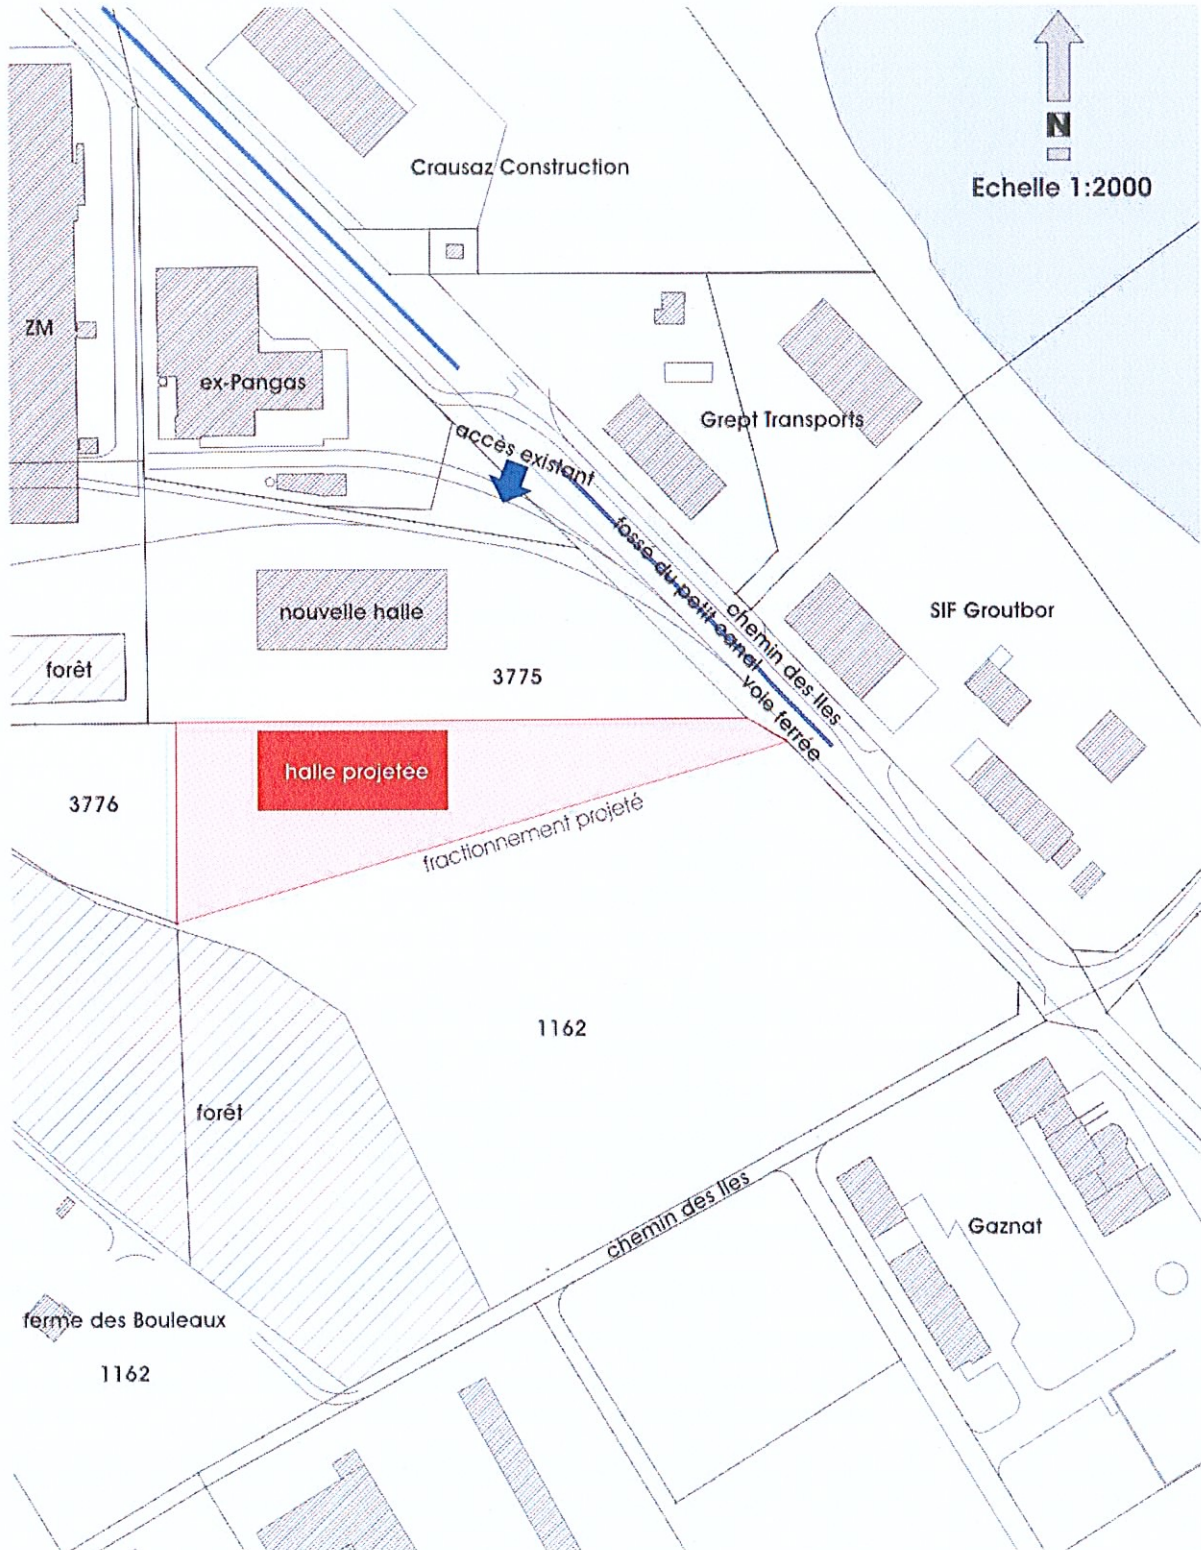 N
Crausaz Construction
Echelle 1:2000
ZM
ex-Pangas
Grept Transports
accès existant
fossé du petit canal
chemin des Iles
voie ferrée
nouvelle halle
SIF Groutbor
forêt
3775
halle projetée
3776
fractionnement projeté
1162
forêt
chemin des Iles
Gaznat
ferme des Bouleaux
1162